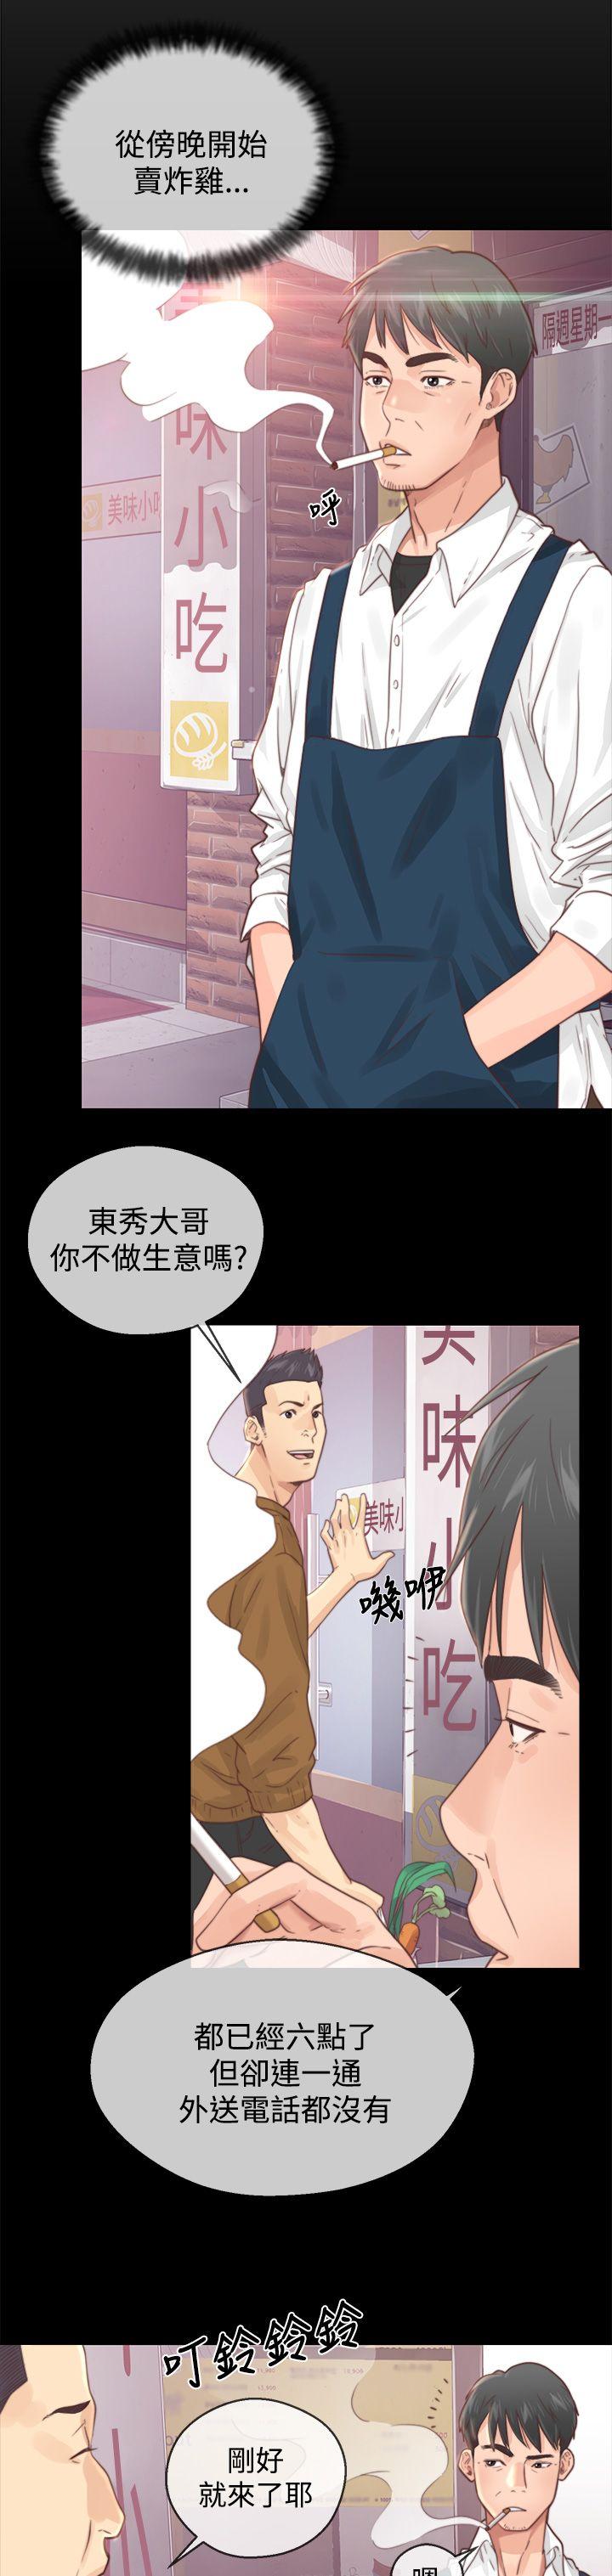 從傍晚開始
賣炸雞...
隔週星期一
味小吃
美味小吃
呼
東秀大哥
你不做生意嗎?
美味小吃
美味小
嘰咿
都已經六點了
但卻連一通
外送電話都沒有
叮鈴鈴鈴
剛好
就來了耶
嗯